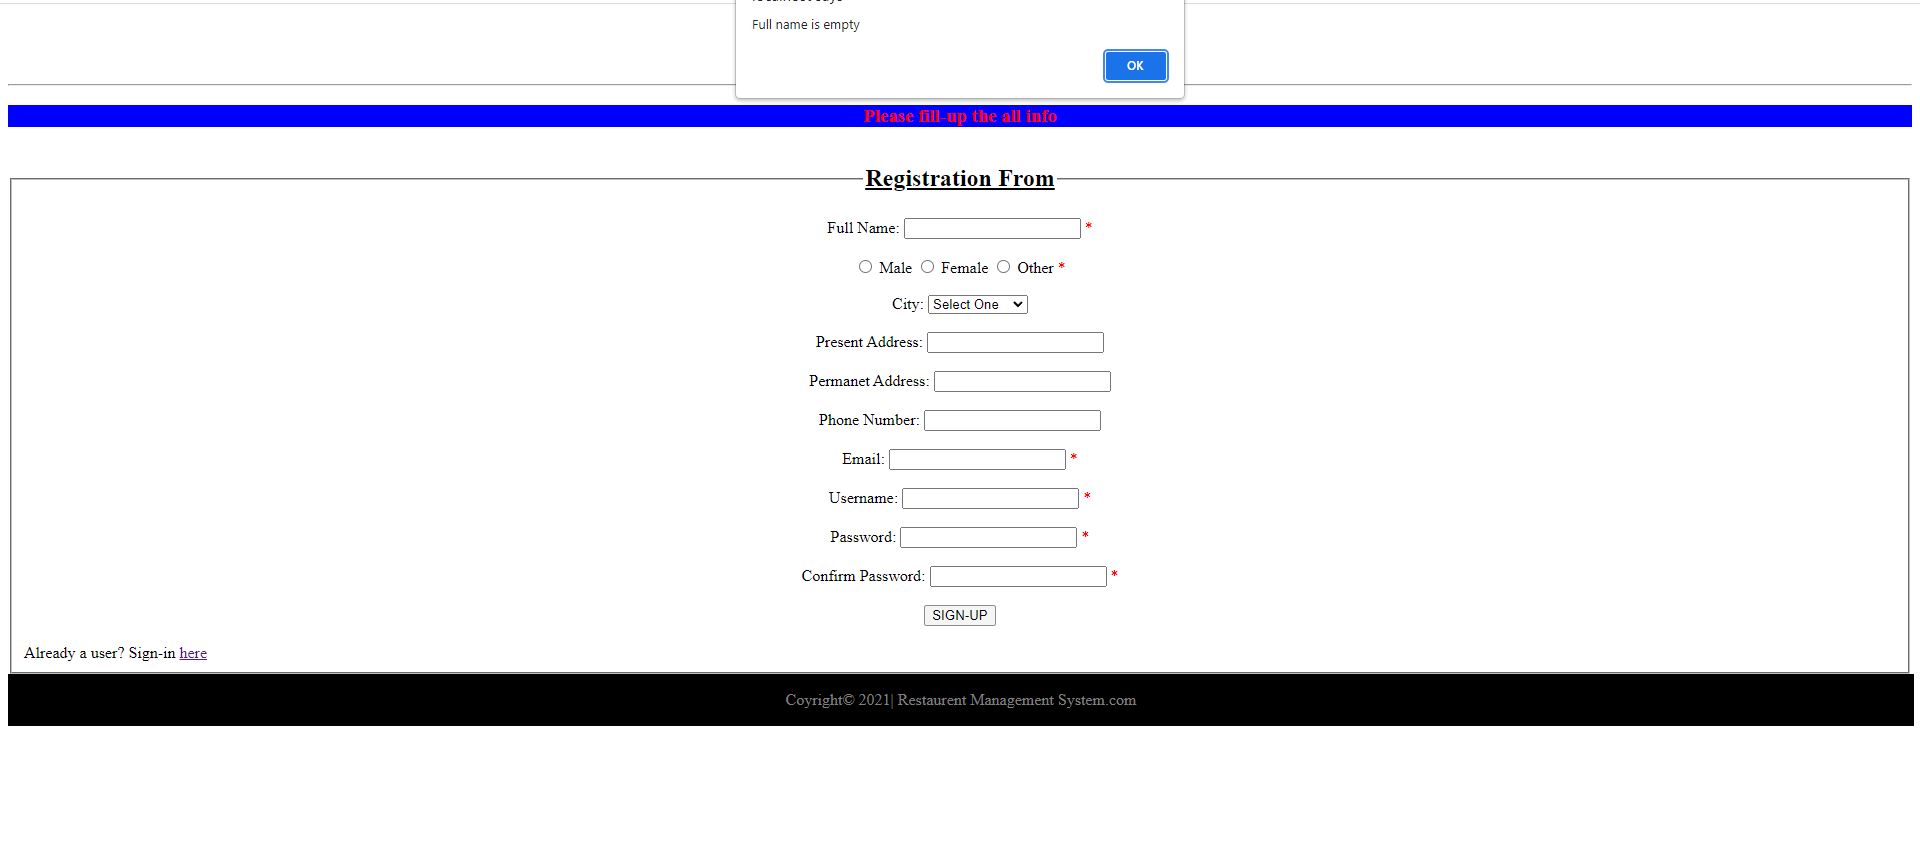 Full name is empty
OK
Please fill-up the all info
Registration From
Full Name: *
Male Female Other *
City: Select One
Present Address:
Permanet Address:
Phone Number:
Email: *
Username: *
Password: *
Confirm Password: *
SIGN-UP
Already a user? Sign-in here
Coyright© 2021| Restaurent Management System.com